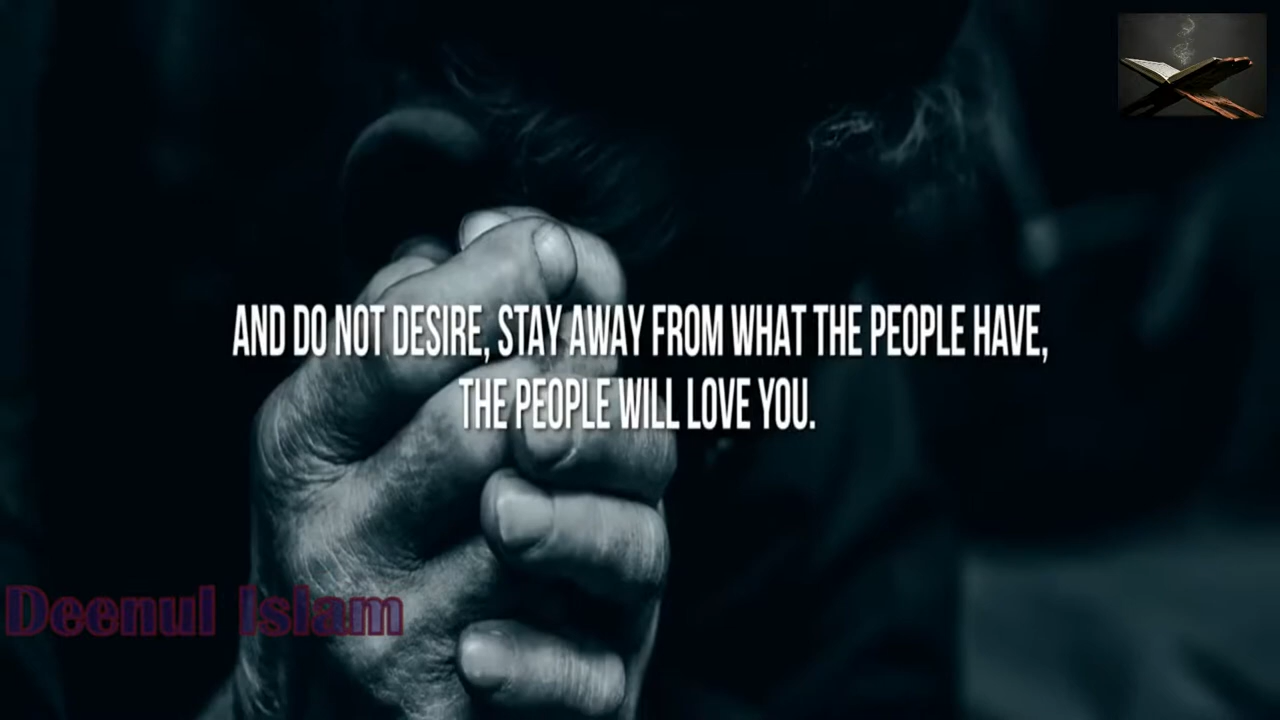 AND DO NOT DESIRE, STAY AWAY FROM WHAT THE PEOPLE HAVE,
THE PEOPLE WILL LOVE YOU.
Deenul Islam